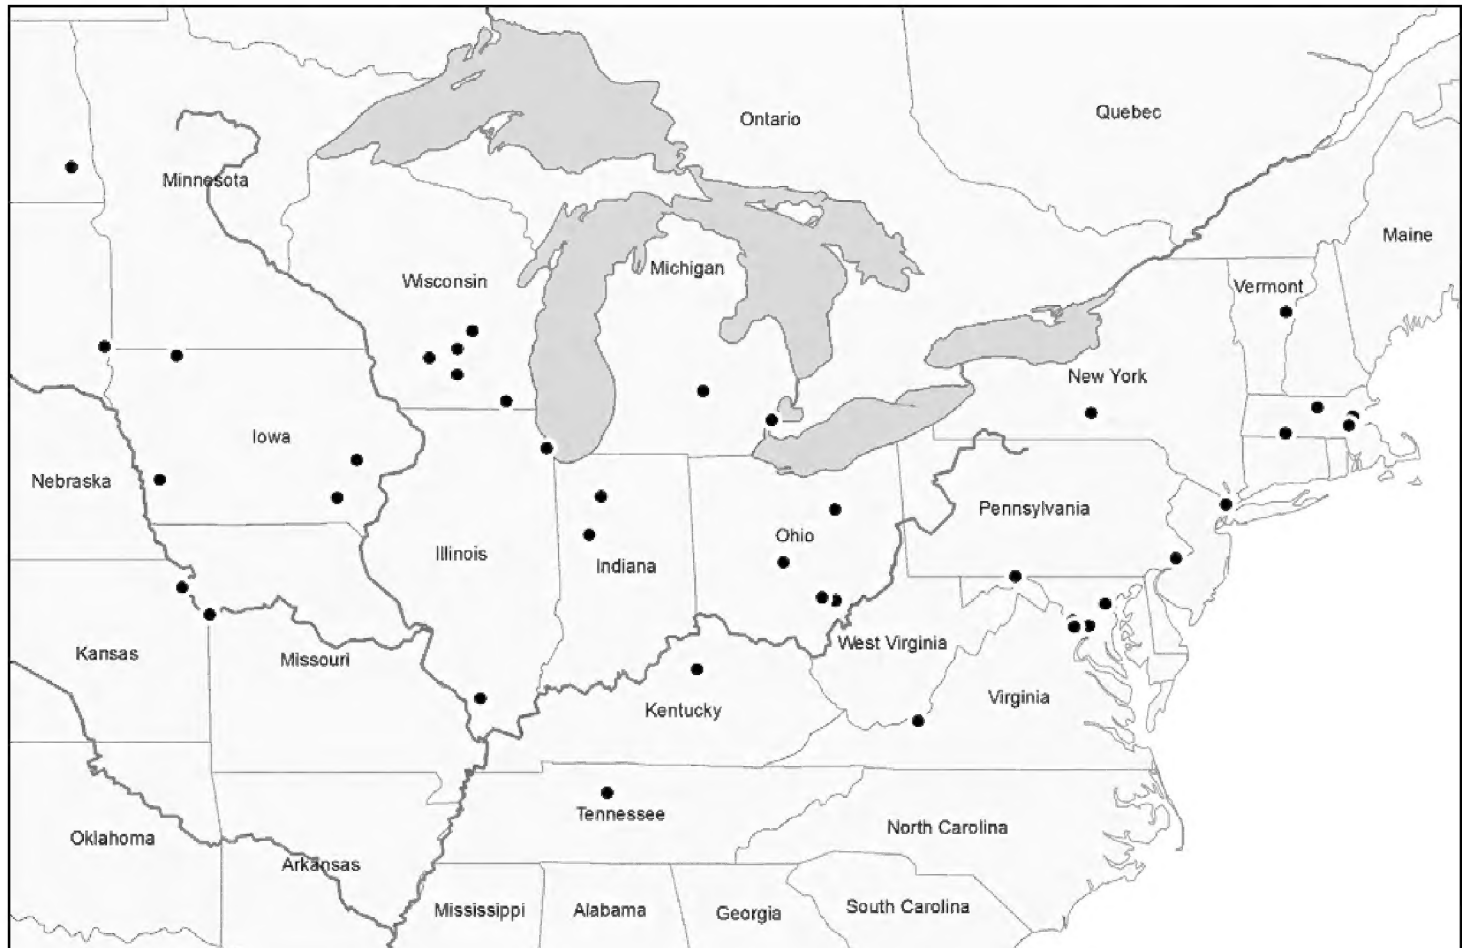 Quebec
Ontario
Minnesota
Maine
Michigan
Wisconsin
Vermont
New York
Iowa
Nebraska
Pennsylvania
Ohio
Illinois
Indiana
West Virginia
Kansas
Missouri
Virginia
Kentucky
Tennessee
North Carolina
Oklahoma
Arkansas
South Carolina
Mississippi
Alabama
Georgia